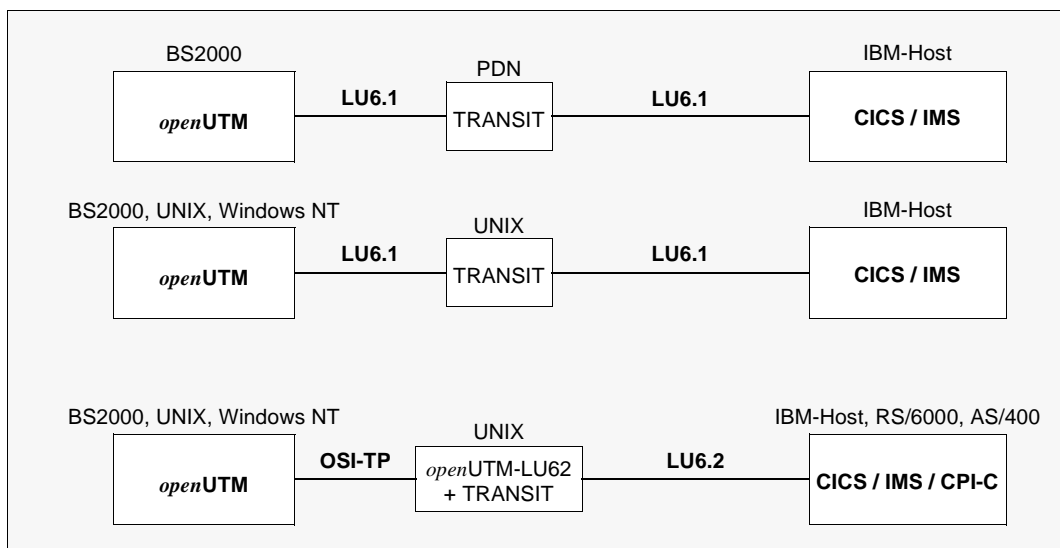 BS2000
PDN
IBM-Host
openUTM
LU6.1
TRANSIT
LU6.1
CICS / IMS
BS2000, UNIX, Windows NT
UNIX
IBM-Host
openUTM
LU6.1
TRANSIT
LU6.1
CICS / IMS
BS2000, UNIX, Windows NT
UNIX
IBM-Host, RS/6000, AS/400
openUTM
OSI-TP
openUTM-LU62
+ TRANSIT
LU6.2
CICS / IMS / CPI-C